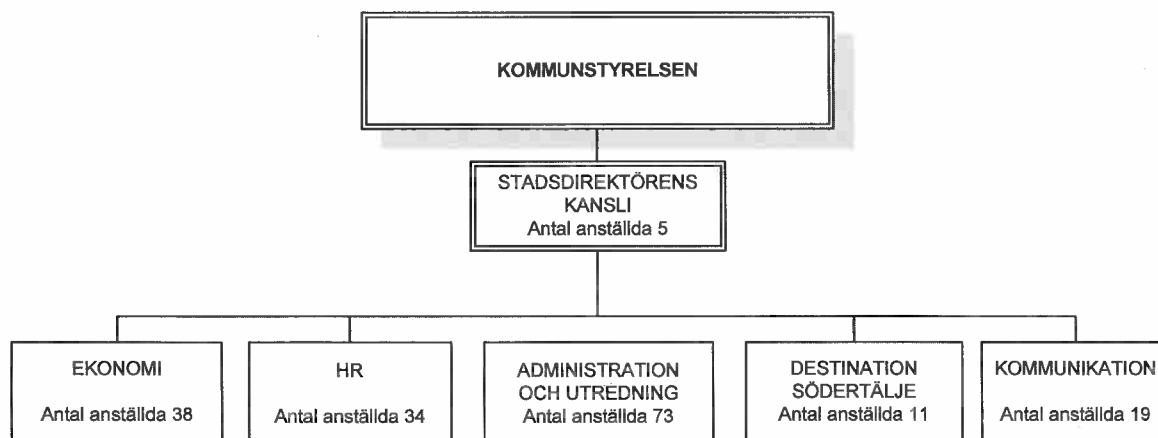 KOMMUNSTYRELSEN
STADSDIREKTÖRENS
KANSLI
Antal anställda 5
EKONOMI
Antal anställda 38
HR
Antal anställda 34
ADMINISTRATION
OCH UTREDNING
Antal anställda 73
DESTINATION
SÖDERTÄLJE
Antal anställda 11
KOMMUNIKATION
Antal anställda 19